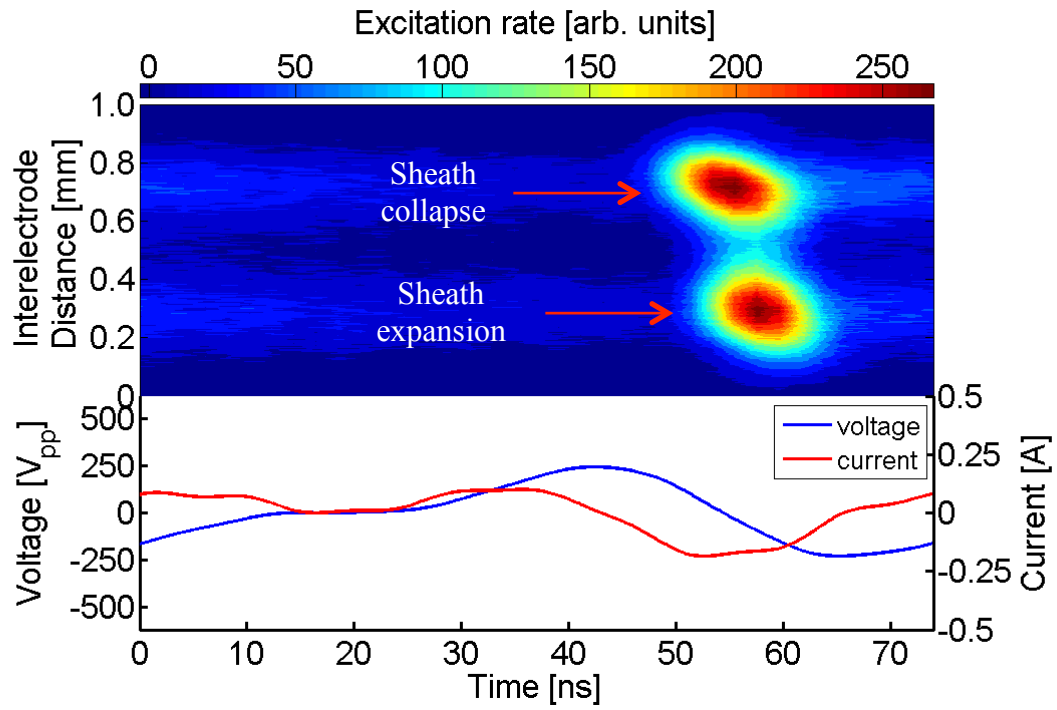 Excitation rate [arb. units]
0 50 100 150 200 250
Interelectrode
Distance [mm]
1.0
0.8
0.6
0.4
0.2
0
Sheath
collapse
Sheath
expansion
Voltage [Vpp]
500
250
0
-250
-500
voltage
current
0.5
0.25
0
-0.25
-0.5
Current [A]
0 10 20 30 40 50 60 70
Time [ns]